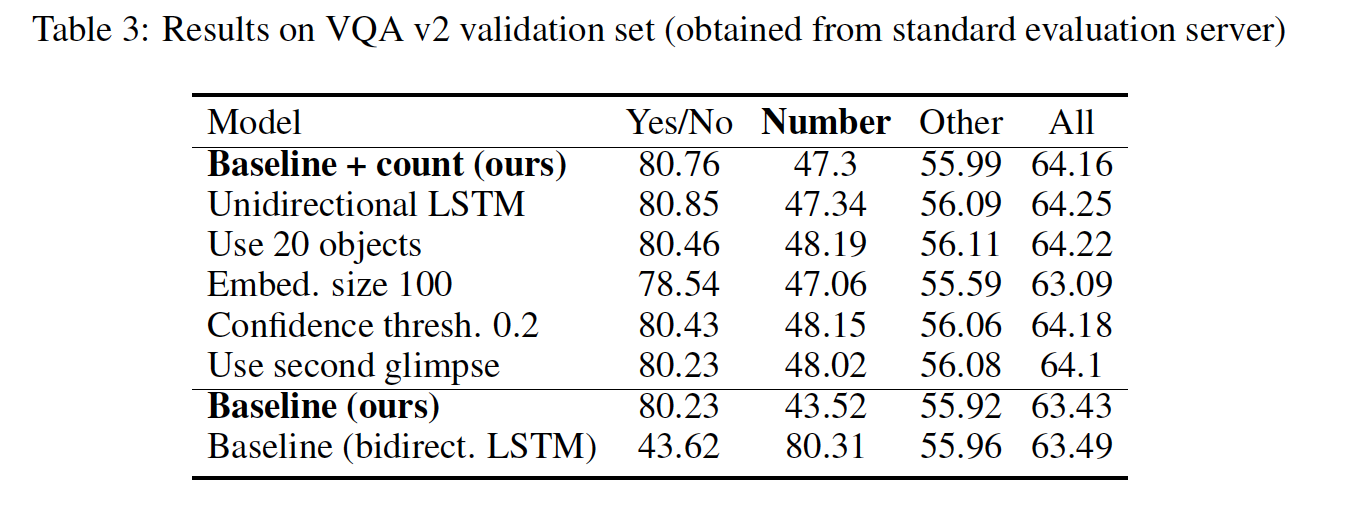 Table 3: Results on VQA v2 validation set (obtained from standard evaluation server)
Model Yes/No Number Other All
Baseline + count (ours) 80.76 47.3 55.99 64.16
Unidirectional LSTM 80.85 47.34 56.09 64.25
Use 20 objects 80.46 48.19 56.11 64.22
Embed. size 100 78.54 47.06 55.59 63.09
Confidence thresh. 0.2 80.43 48.15 56.06 64.18
Use second glimpse 80.23 48.02 56.08 64.1
Baseline (ours) 80.23 43.52 55.92 63.43
Baseline (bidirect. LSTM) 43.62 80.31 55.96 63.49